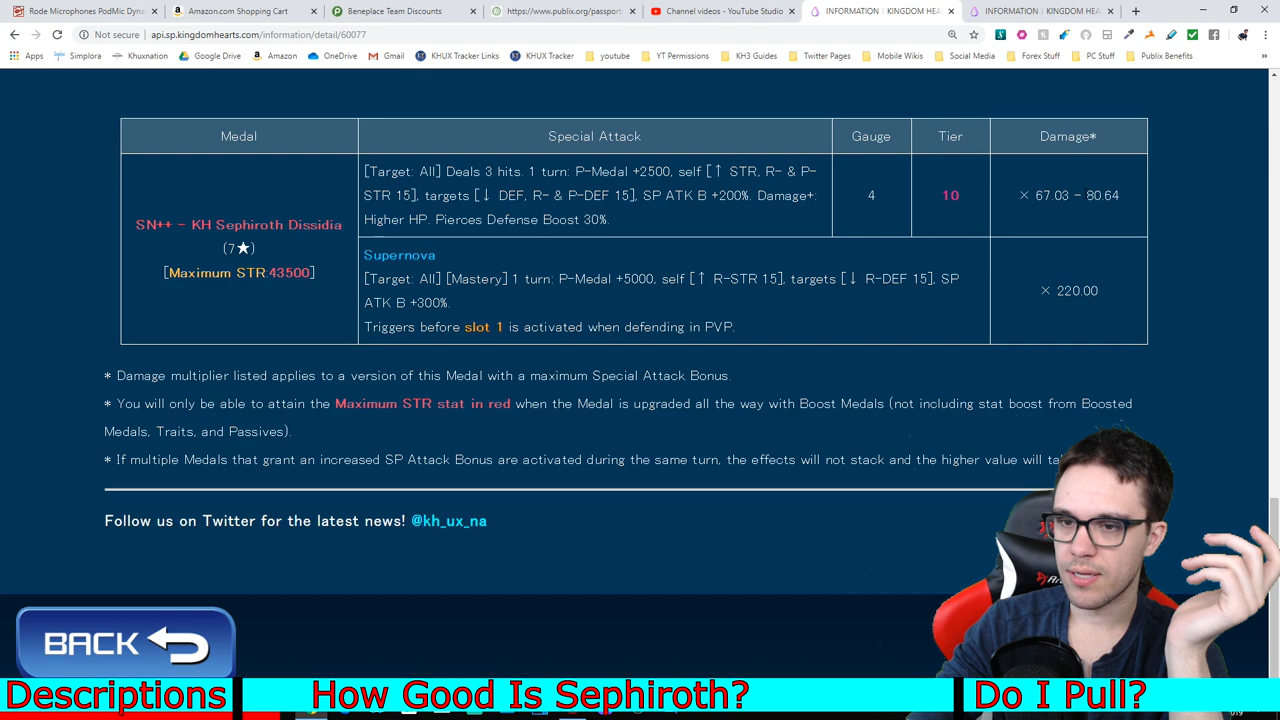 Rode Microphones PodMic Dyna
Amazon.com Shopping Cart
Beneplace Team Discounts
https://www.publix.org/passport
Channel videos - YouTube Studio
INFORMATION | KINGDOM HEA
INFORMATION | KINGDOM HEA
Not secure | api.sp.kingdomhearts.com/information/detail/60077
Apps Simplora Khuxnation Google Drive Amazon OneDrive Gmail KHUX Tracker Links KHUX Tracker youtube YT Permissions KH3 Guides Twitter Pages Mobile Wikis Social Media Forex Stuff PC Stuff Publix Benefits
Medal Special Attack Gauge Tier Damage*
SN++ - KH Sephiroth Dissidia
(7★)
[Maximum STR:43500]
[Target: All] Deals 3 hits. 1 turn: P-Medal +2500, self [↑ STR, R- & P-
STR 15], targets [↓ DEF, R- & P-DEF 15], SP ATK B +200%. Damage+:
Higher HP. Pierces Defense Boost 30%.
4
10
× 67.03 - 80.64
Supernova
[Target: All] [Mastery] 1 turn: P-Medal +5000, self [↑ R-STR 15], targets [↓ R-DEF 15], SP
ATK B +300%.
Triggers before slot 1 is activated when defending in PVP.
× 220.00
* Damage multiplier listed applies to a version of this Medal with a maximum Special Attack Bonus.
* You will only be able to attain the Maximum STR stat in red when the Medal is upgraded all the way with Boost Medals (not including stat boost from Boosted
Medals, Traits, and Passives).
* If multiple Medals that grant an increased SP Attack Bonus are activated during the same turn, the effects will not stack and the higher value will
Follow us on Twitter for the latest news! @kh_ux_na
BACK
Descriptions
How Good Is Sephiroth?
Do I Pull?